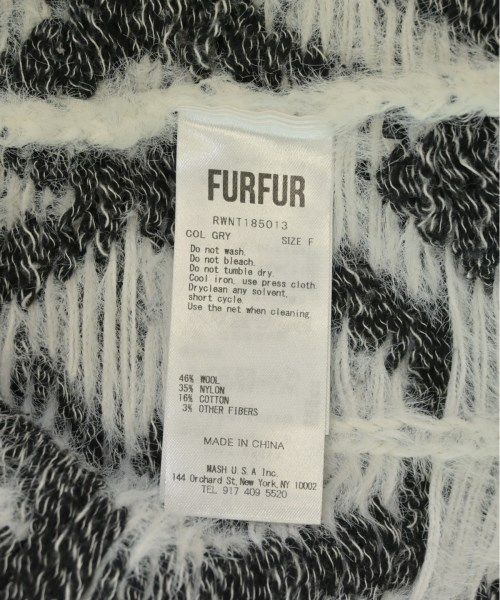 FURFUR
RWNT185013
COL GRY SIZE F
Do not wash.
Do not bleach.
Do not tumble dry.
Cool iron, use press cloth.
Dryclean any solvent,
short cycle.
Use the net when cleaning.
46% WOOL
35% NYLON
16% COTTON
3% OTHER FIBERS
MADE IN CHINA
MASH U.S.A Inc.
144 Orchard St, New York, NY 10002
TEL 917 409 5520